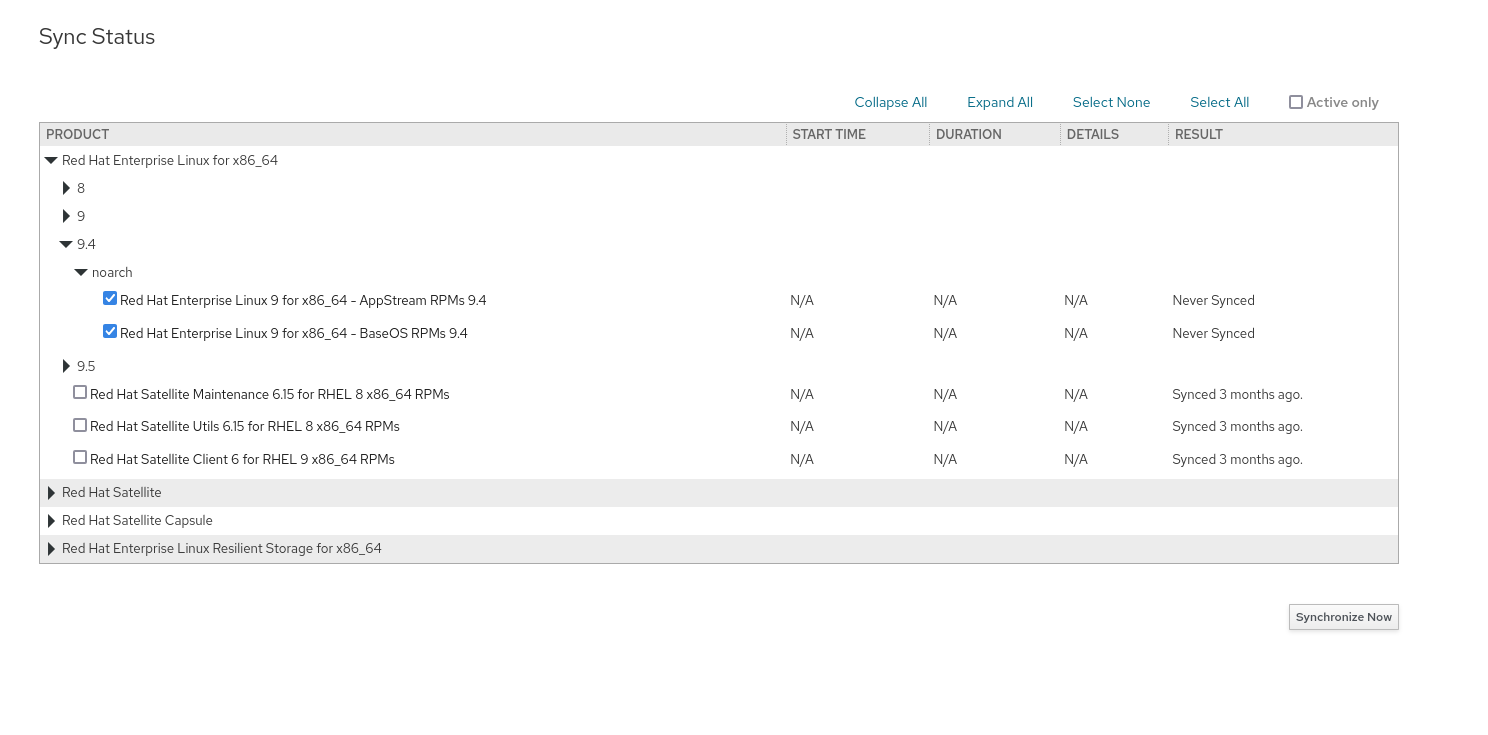 Sync Status
Collapse All Expand All Select None Select All Active only
PRODUCT START TIME DURATION DETAILS RESULT
Red Hat Enterprise Linux for x86_64
8
9
9.4
noarch
Red Hat Enterprise Linux 9 for x86_64 - AppStream RPMs 9.4 N/A N/A N/A Never Synced
Red Hat Enterprise Linux 9 for x86_64 - BaseOS RPMs 9.4 N/A N/A N/A Never Synced
9.5
Red Hat Satellite Maintenance 6.15 for RHEL 8 x86_64 RPMs N/A N/A N/A Synced 3 months ago.
Red Hat Satellite Utils 6.15 for RHEL 8 x86_64 RPMs N/A N/A N/A Synced 3 months ago.
Red Hat Satellite Client 6 for RHEL 9 x86_64 RPMs N/A N/A N/A Synced 3 months ago.
Red Hat Satellite
Red Hat Satellite Capsule
Red Hat Enterprise Linux Resilient Storage for x86_64
Synchronize Now